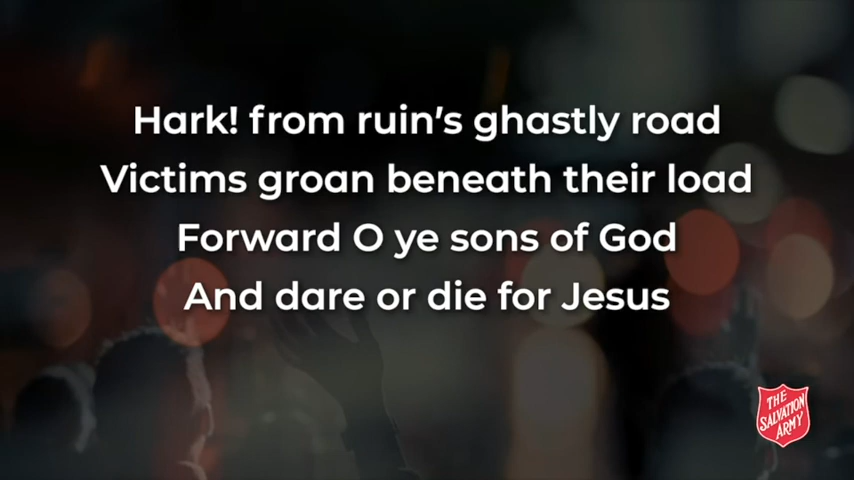 Hark! from ruin's ghastly road
Victims groan beneath their load
Forward O ye sons of God
And dare or die for Jesus
THE
SALVATION
ARMY